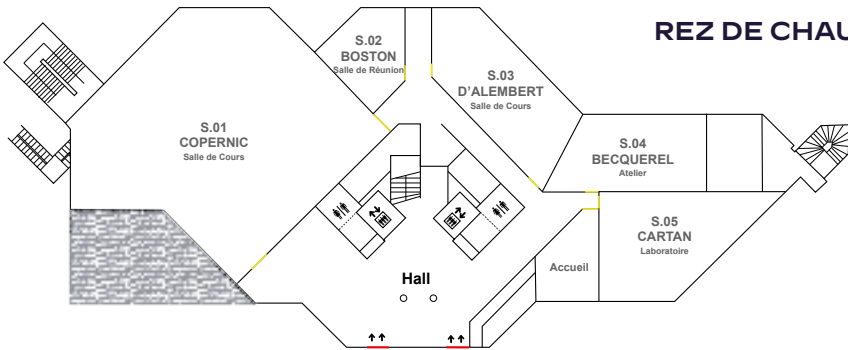 REZ DE CHAU
S.01
COPERNIC
Salle de Cours
S.02
BOSTON
Salle de Réunion
S.03
D'ALEMBERT
Salle de Cours
S.04
BECQUEREL
Atelier
S.05
CARTAN
Laboratoire
Accueil
Hall